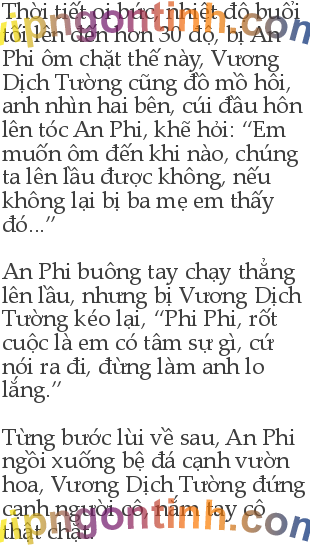 Thời tiết oi bức, nhiệt độ buổi
tối lên đến hơn 30 độ, bị An
Phi ôm chặt thế này, Vương
Dịch Tường cũng đổ mồ hôi,
anh nhìn hai bên, cúi đầu hôn
lên tóc An Phi, khẽ hỏi: “Em
muốn ôm đến khi nào, chúng
ta lên lầu được không, nếu
không lại bị ba mẹ em thấy
đó...”
An Phi buông tay chạy thẳng
lên lầu, nhưng bị Vương Dịch
Tường kéo lại, “Phi Phi, rốt
cuộc là em có tâm sự gì, cứ
nói ra đi, đừng làm anh lo
lắng.”
Từng bước lùi về sau, An Phi
ngồi xuống bệ đá cạnh vườn
hoa, Vương Dịch Tường đứng
cạnh người cô, nắm tay cô
thật chặt.
vipngontinh.com
vipngontinh.com